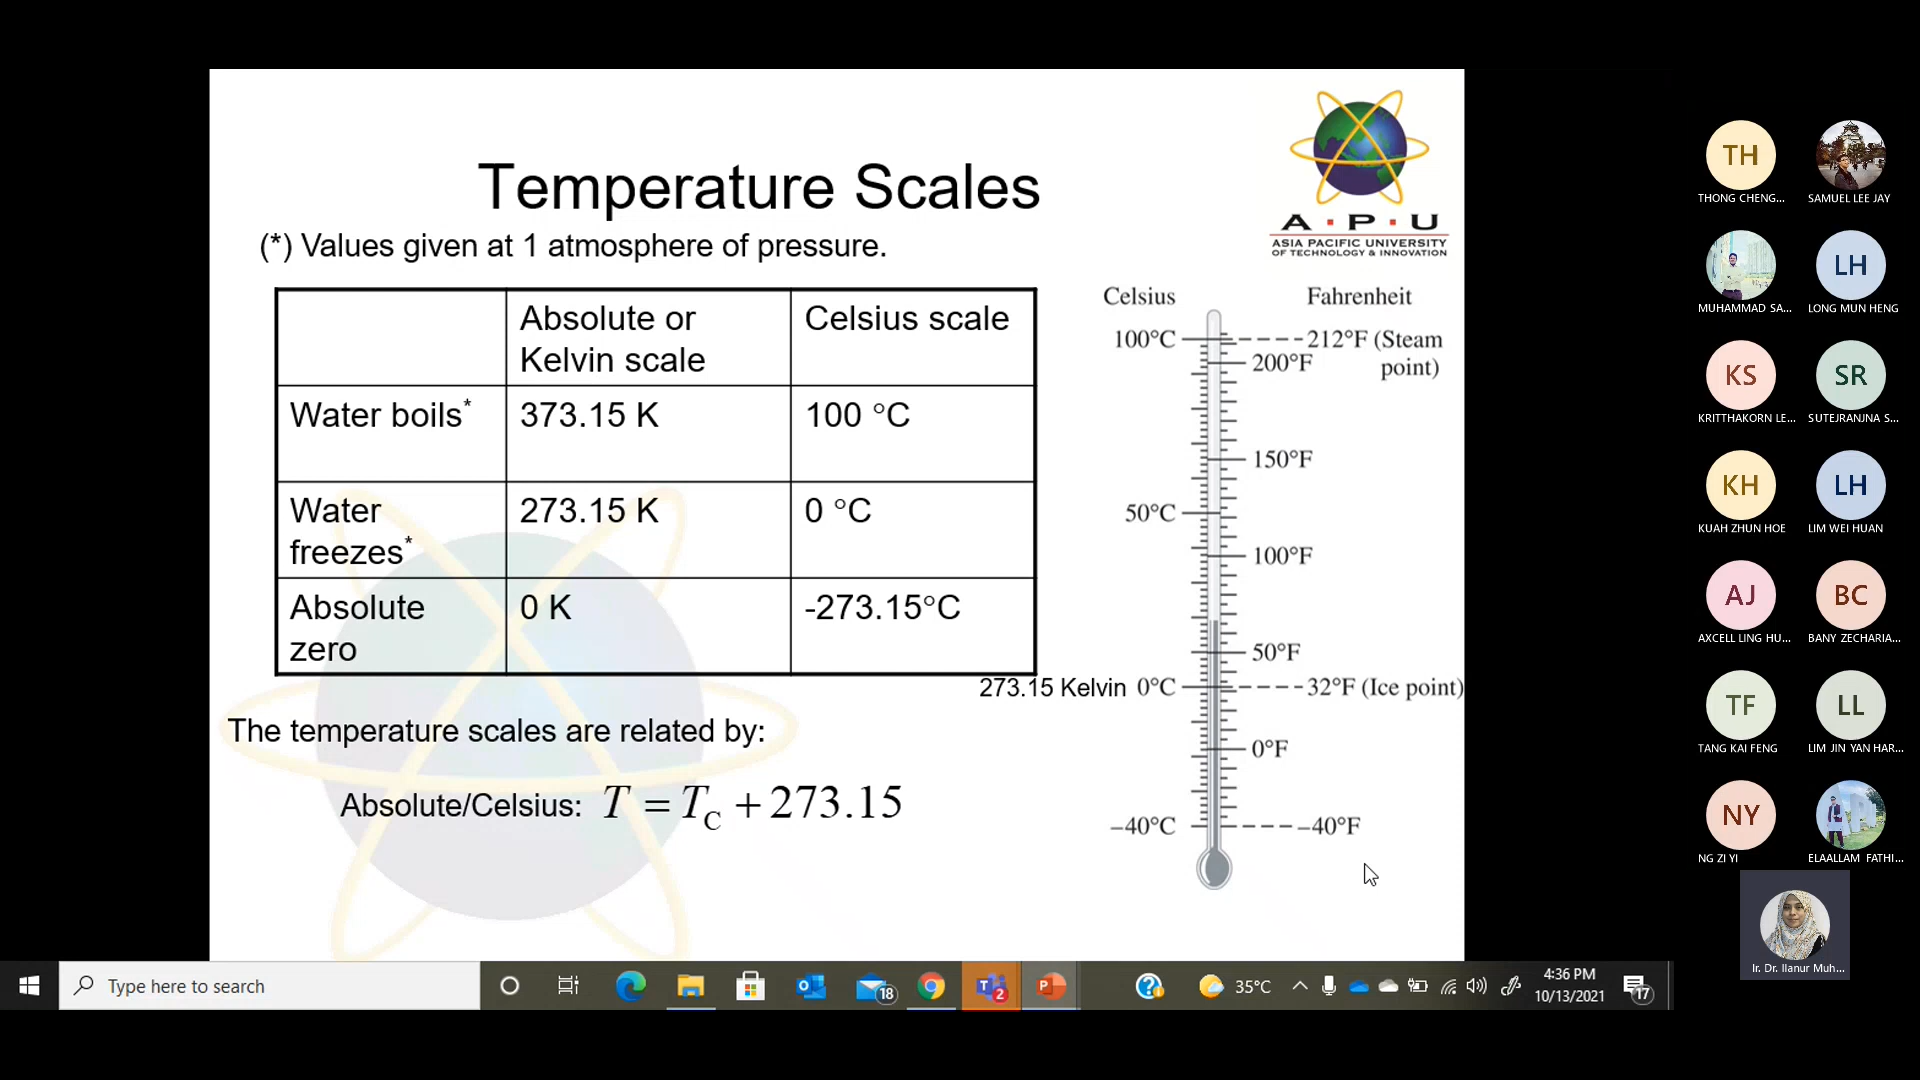 Temperature Scales
(*) Values given at 1 atmosphere of pressure.
A·P·U
ASIA PACIFIC UNIVERSITY
OF TECHNOLOGY & INNOVATION
Absolute or
Kelvin scale
Celsius scale
Water boils*
373.15 K
100 °C
Water
freezes*
273.15 K
0 °C
Absolute
zero
0 K
-273.15°C
Celsius
Fahrenheit
100°C
212°F (Steam
point)
200°F
150°F
50°C
100°F
50°F
273.15 Kelvin 0°C
32°F (Ice point)
0°F
–40°C
–40°F
The temperature scales are related by:
Absolute/Celsius: T = TC + 273.15
TH
THONG CHENG...
SAMUEL LEE JAY
MUHAMMAD SA...
LH
LONG MUN HENG
KS
KRITTHAKORN LE...
SR
SUTEJRANJNA S...
KH
KUAH ZHUN HOE
LH
LIM WEI HUAN
AJ
AXCELL LING HU...
BC
BANY ZECHARIA...
TF
TANG KAI FENG
LL
LIM JIN YAN HAR...
NY
NG ZI YI
ELAALLAM FATHI...
Ir. Dr. Ilanur Muh...
Type here to search
18
2
35°C
4:36 PM
10/13/2021
17